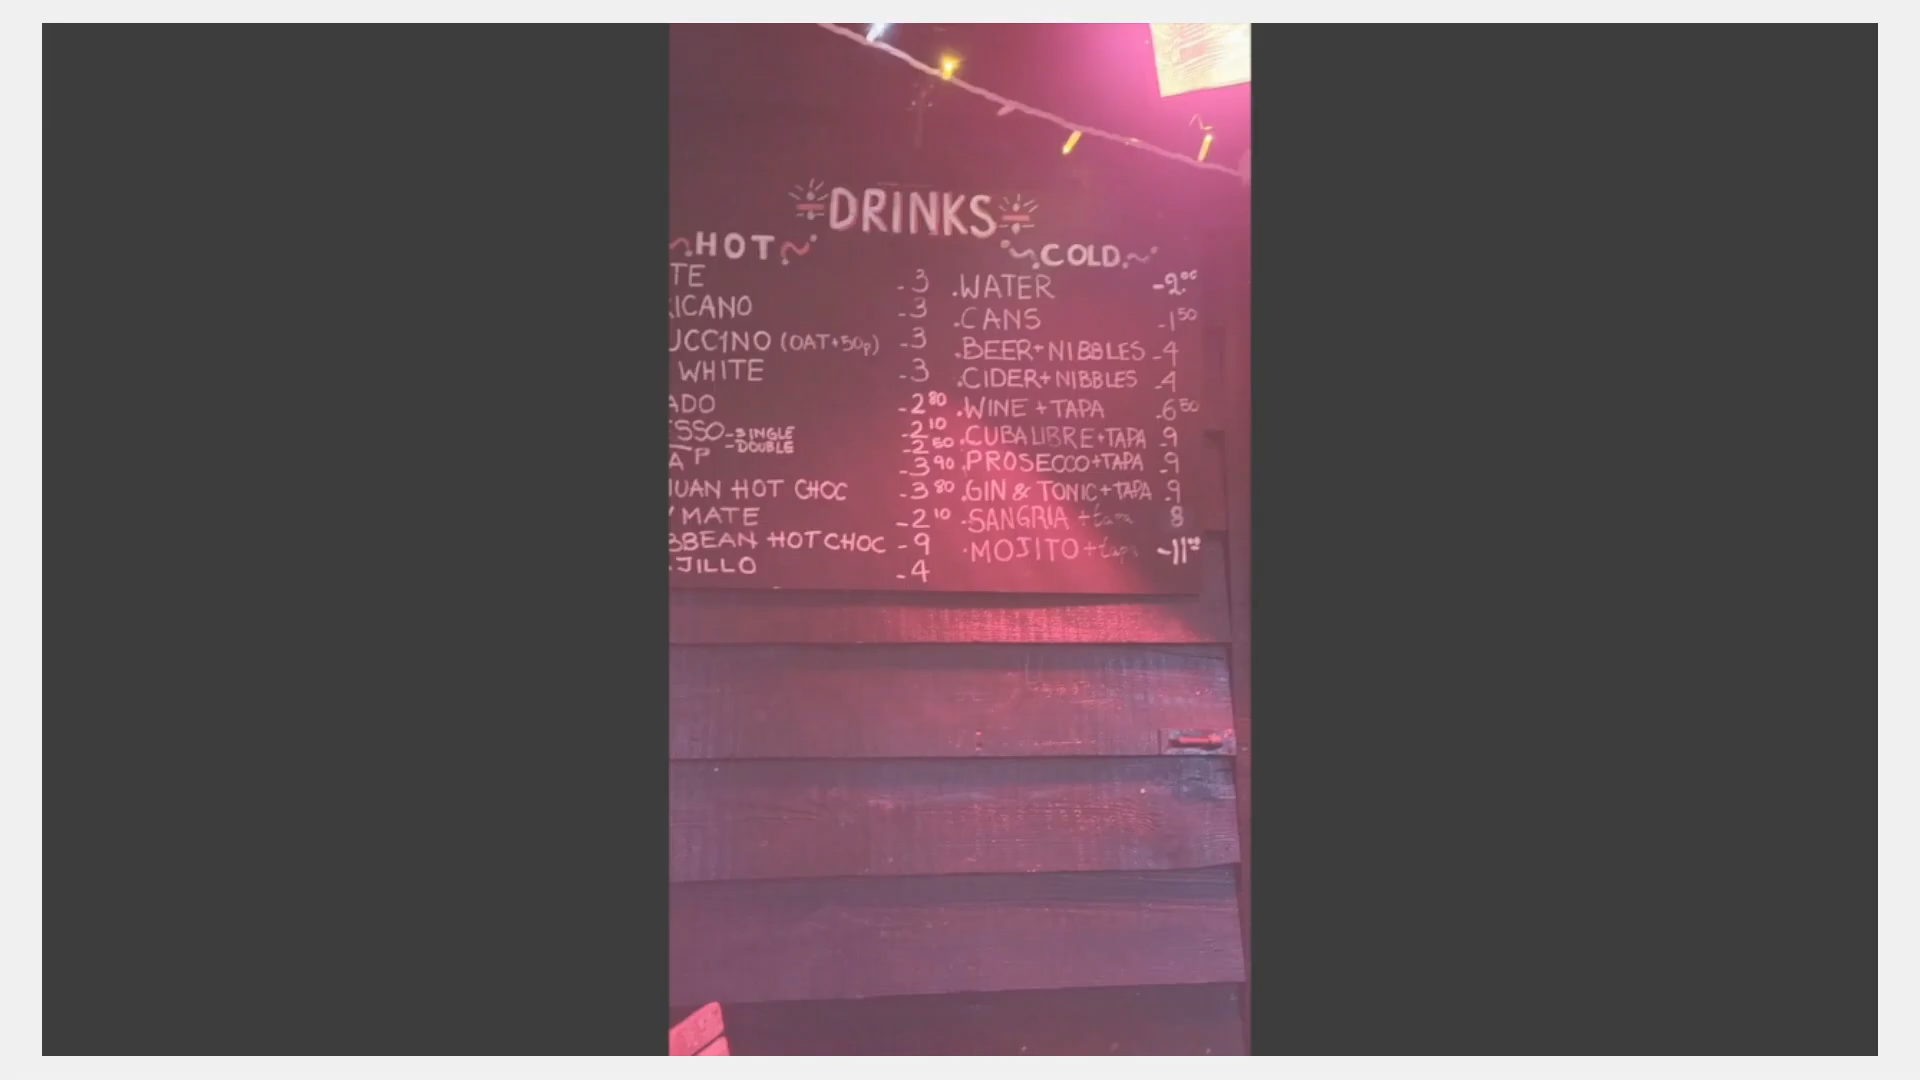 DRINKS
HOT
TE -3
ICANO -3
UCCINO (OAT+50p) -3
WHITE -3
ADO -2 80
SSO -SINGLE -2 10
-DOUBLE -2 60
AP -3 90
UAN HOT CHOC -3 80
MATE -2 10
BBEAN HOT CHOC -9
JILLO -4
COLD
.WATER -2.00
.CANS -1 50
.BEER+NIBBLES -4
.CIDER+NIBBLES -4
.WINE +TAPA -6 50
.CUBA LIBRE+TAPA -9
.PROSECCO+TAPA -9
.GIN & TONIC+TAPA -9
.SANGRIA +tapa 8
.MOJITO+tapa -11